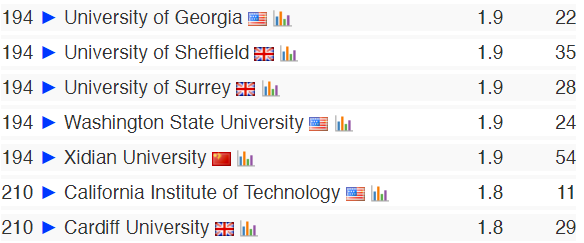 194 ► University of Georgia 1.9 22
194 ► University of Sheffield 1.9 35
194 ► University of Surrey 1.9 28
194 ► Washington State University 1.9 24
194 ► Xidian University 1.9 54
210 ► California Institute of Technology 1.8 11
210 ► Cardiff University 1.8 29